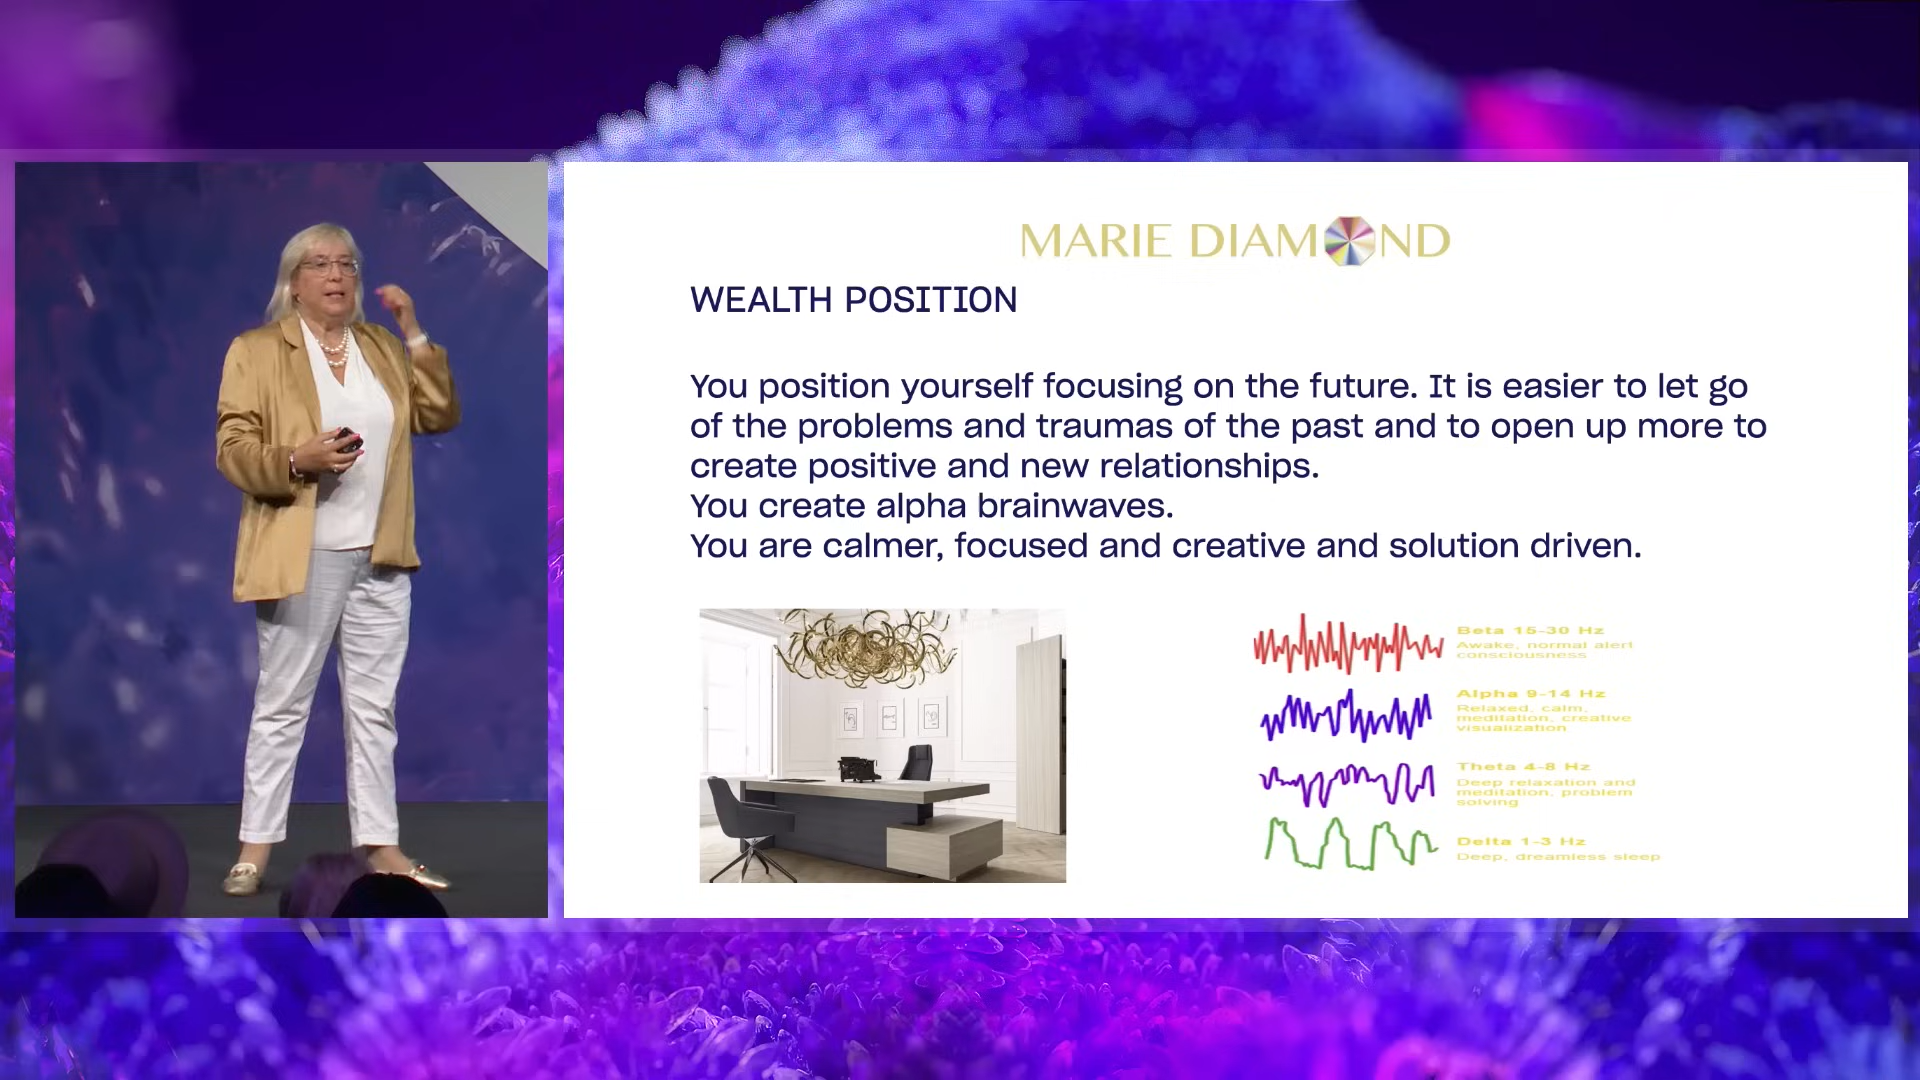 MARIE DIAMOND
WEALTH POSITION
You position yourself focusing on the future. It is easier to let go
of the problems and traumas of the past and to open up more to
create positive and new relationships.
You create alpha brainwaves.
You are calmer, focused and creative and solution driven.
Beta 15-30 Hz
Awake, normal alert
consciousness
Alpha 9-14 Hz
Relaxed, calm,
meditation, creative
visualization
Theta 4-8 Hz
Deep relaxation and
meditation, problem
solving
Delta 1-3 Hz
Deep, dreamless sleep